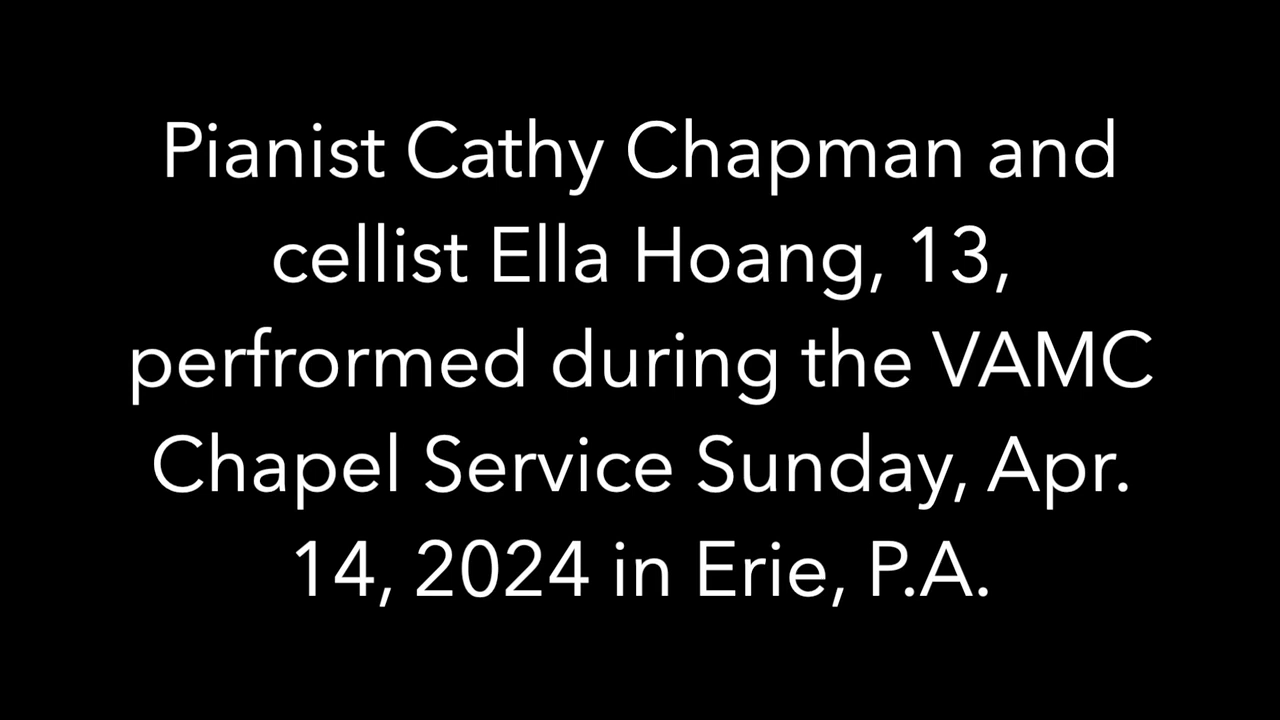 Pianist Cathy Chapman and
cellist Ella Hoang, 13,
perfrormed during the VAMC
Chapel Service Sunday, Apr.
14, 2024 in Erie, P.A.